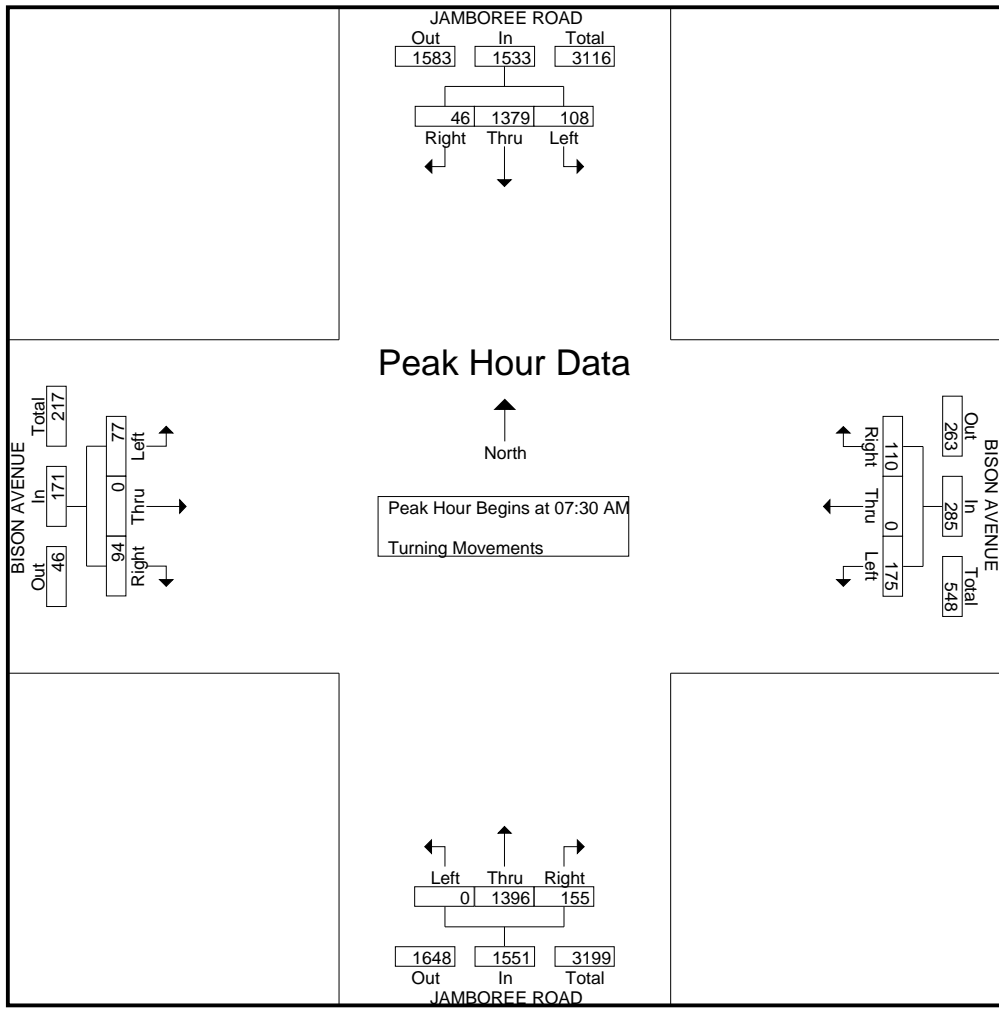 JAMBOREE ROAD
Out In Total
1583 1533 3116
46 1379 108
Right Thru Left
Peak Hour Data
North
Peak Hour Begins at 07:30 AM
Turning Movements
BISON AVENUE
Out In Total
46 171 217
Right Thru Left
94 0 77
BISON AVENUE
Out In Total
263 285 548
Right Thru Left
110 0 175
Left Thru Right
0 1396 155
1648 1551 3199
Out In Total
JAMBOREE ROAD